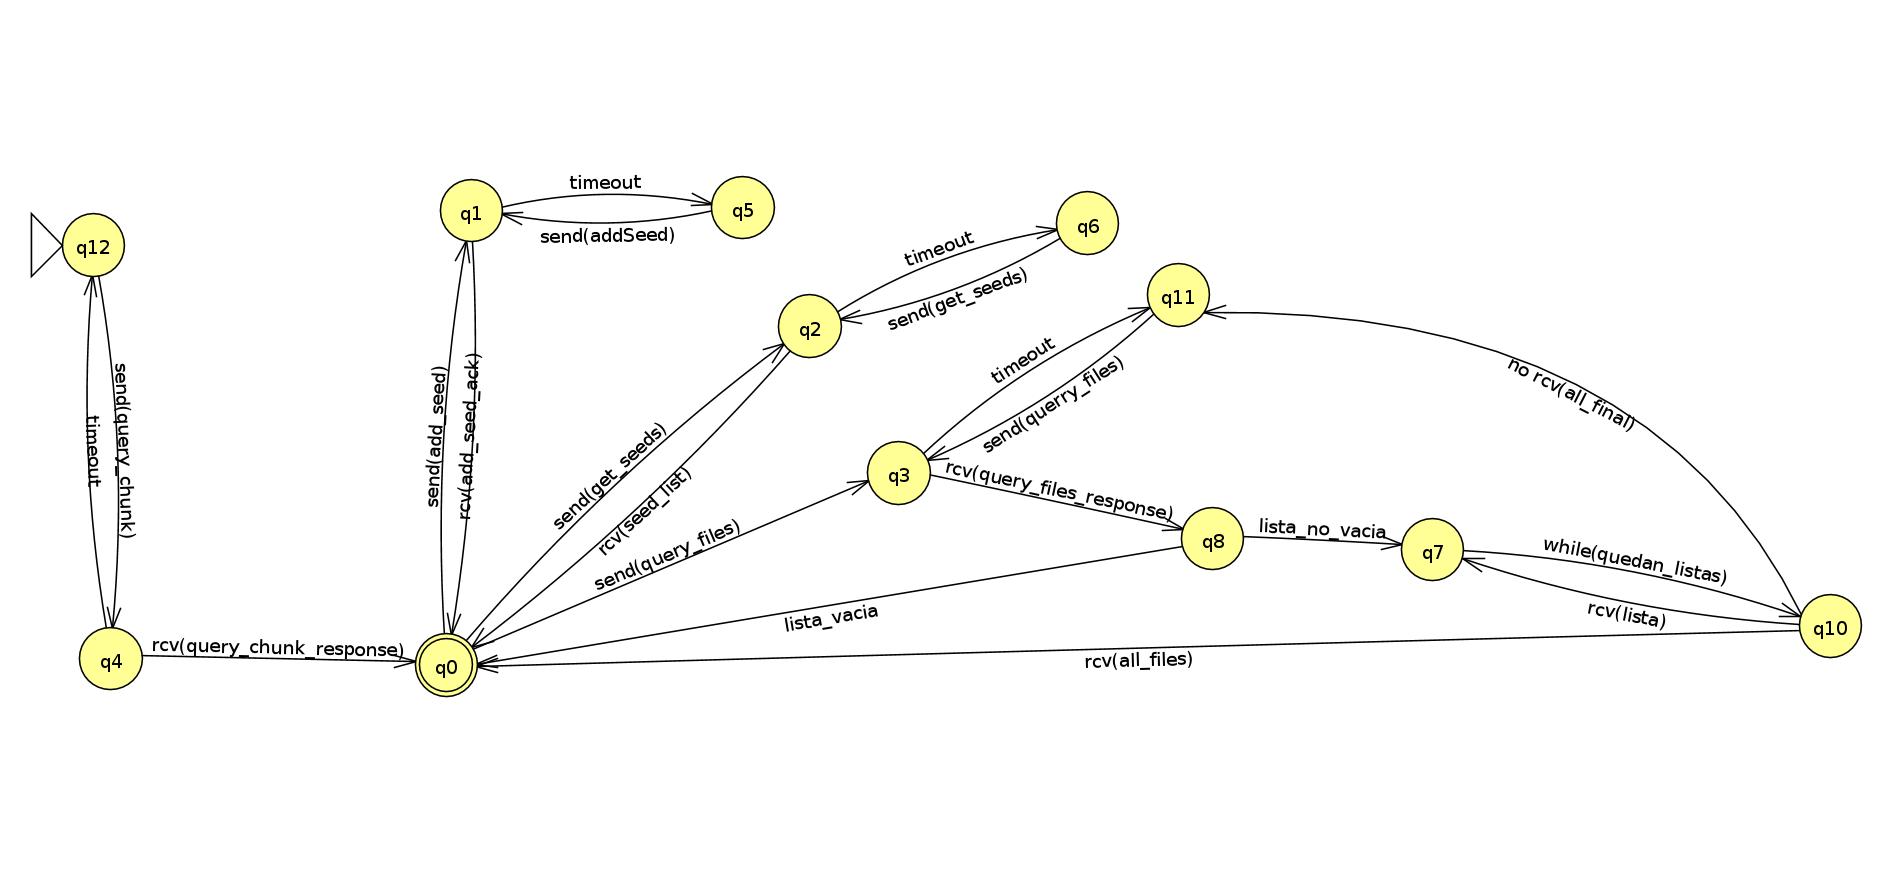 timeout
q1
q5
send(addSeed)
q12
q6
timeout
send(get_seeds)
q2
q11
timeout
send(querry_files)
no rcv(all_final)
send(query_chunk)
timeout
send(add_seed)
rcv(add_seed_ack)
send(get_seeds)
rcv(seed_list)
q3
rcv(query_files_response)
send(query_files)
q8
lista_no_vacia
q7
while(quedan_listas)
rcv(lista)
q10
lista_vacia
q4
rcv(query_chunk_response)
q0
rcv(all_files)